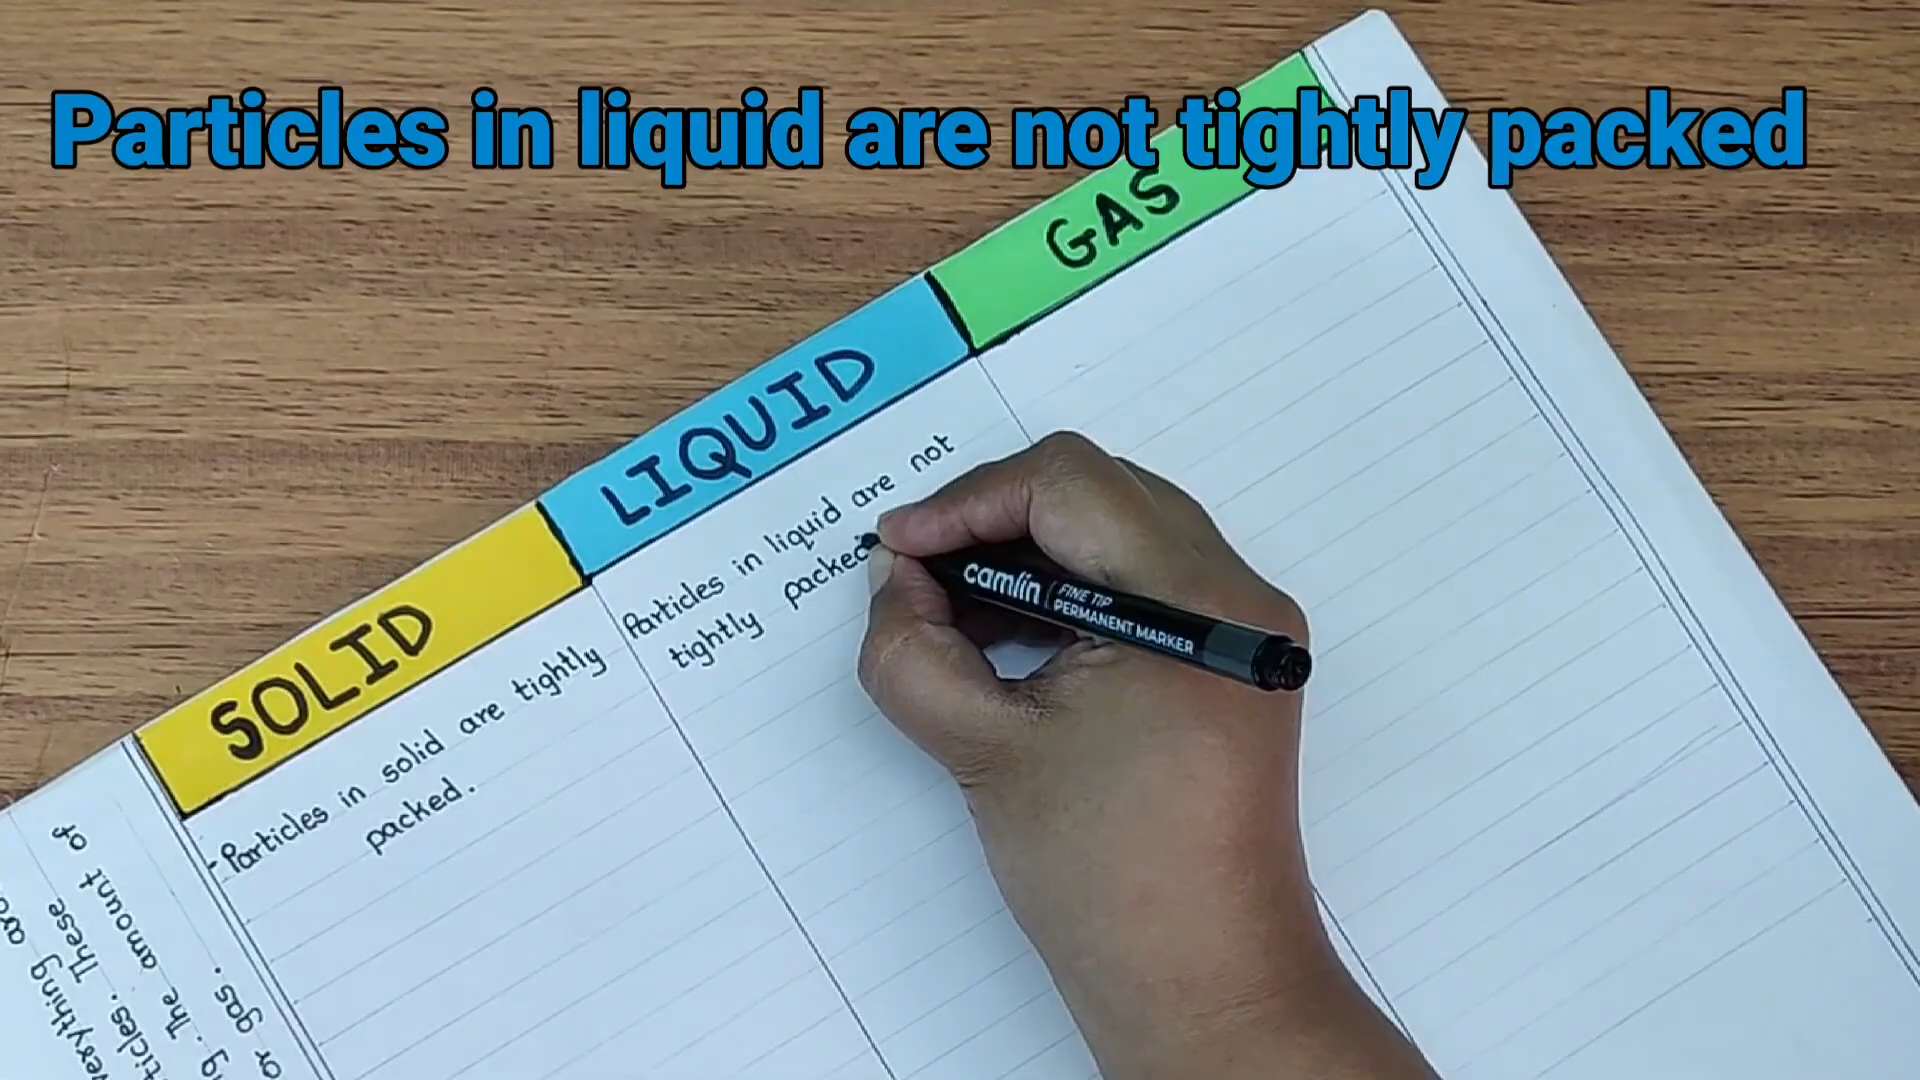 Particles in liquid are not tightly packed
SOLID
LIQUID
GAS
- Particles in solid are tightly
packed.
Particles in liquid are not
tightly packed
camlin
FINE TIP
PERMANENT MARKER
of
amount
These
The
or gas.